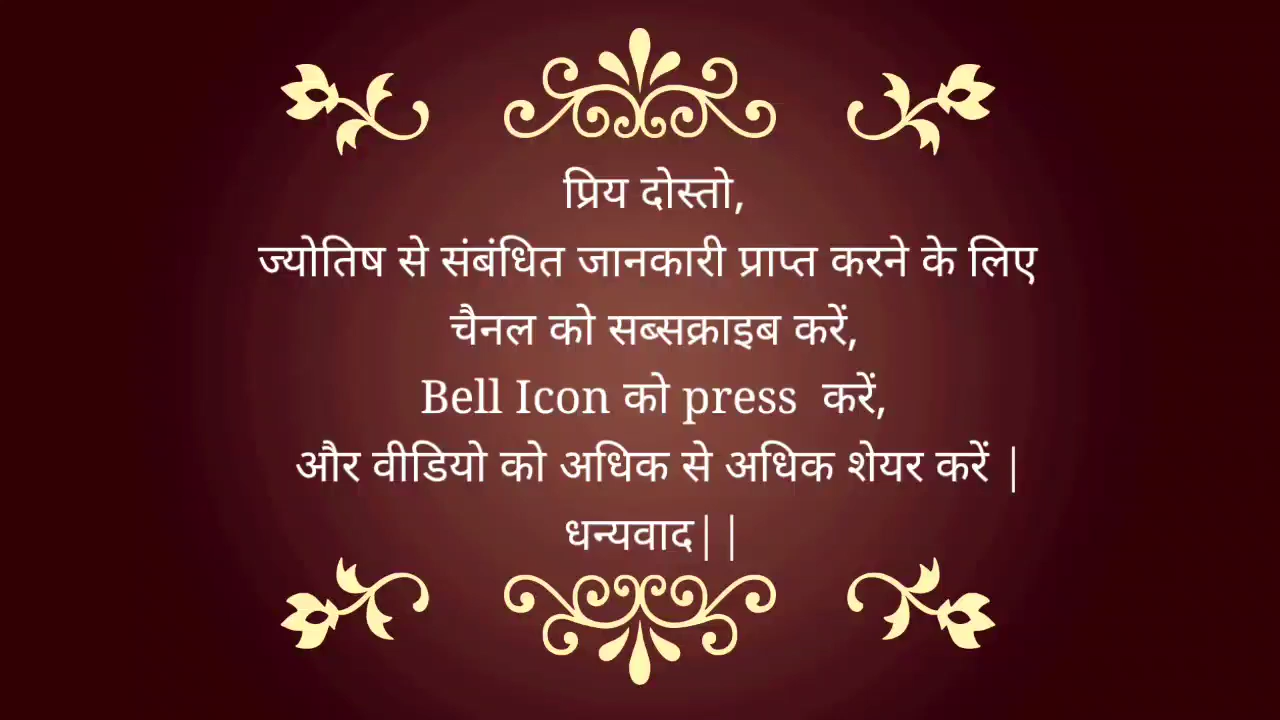 प्रिय दोस्तो,
ज्योतिष से संबंधित जानकारी प्राप्त करने के लिए
चैनल को सब्सक्राइब करें,
Bell Icon को press  करें,
और वीडियो को अधिक से अधिक शेयर करें |
धन्यवाद||